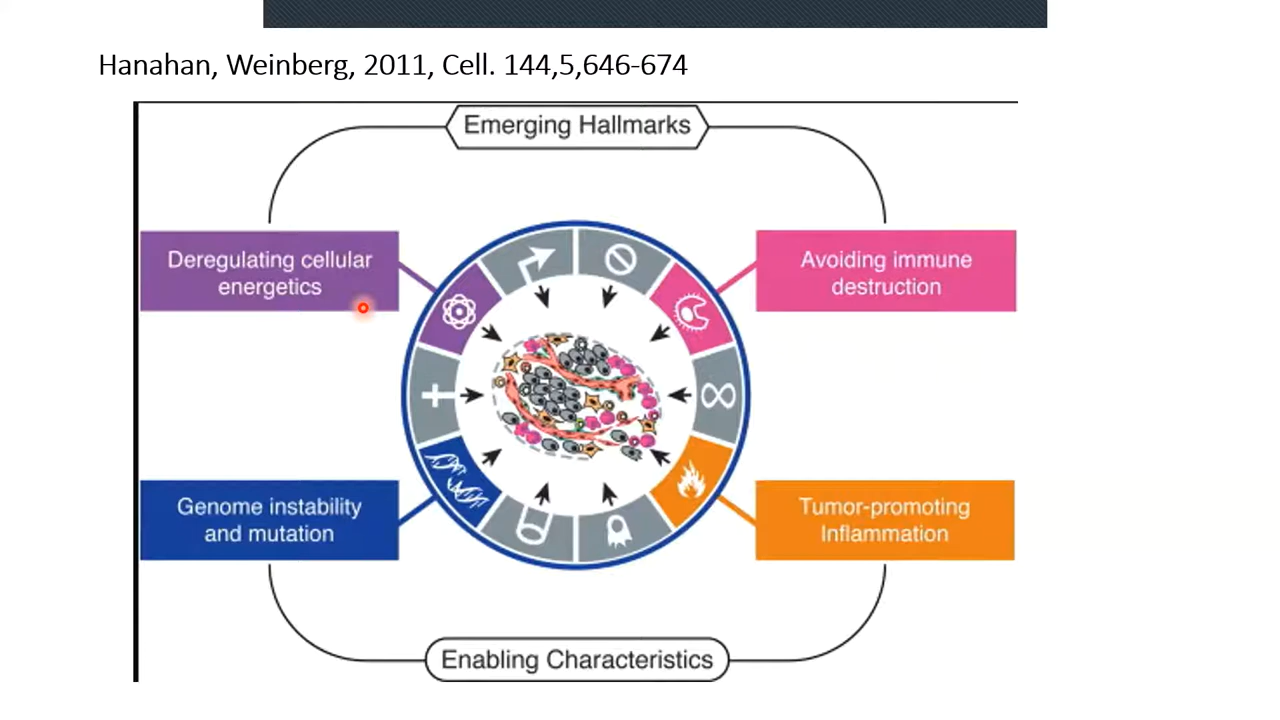 Hanahan, Weinberg, 2011, Cell. 144,5,646-674
Emerging Hallmarks
Deregulating cellular
energetics
Avoiding immune
destruction
Genome instability
and mutation
Tumor-promoting
Inflammation
Enabling Characteristics